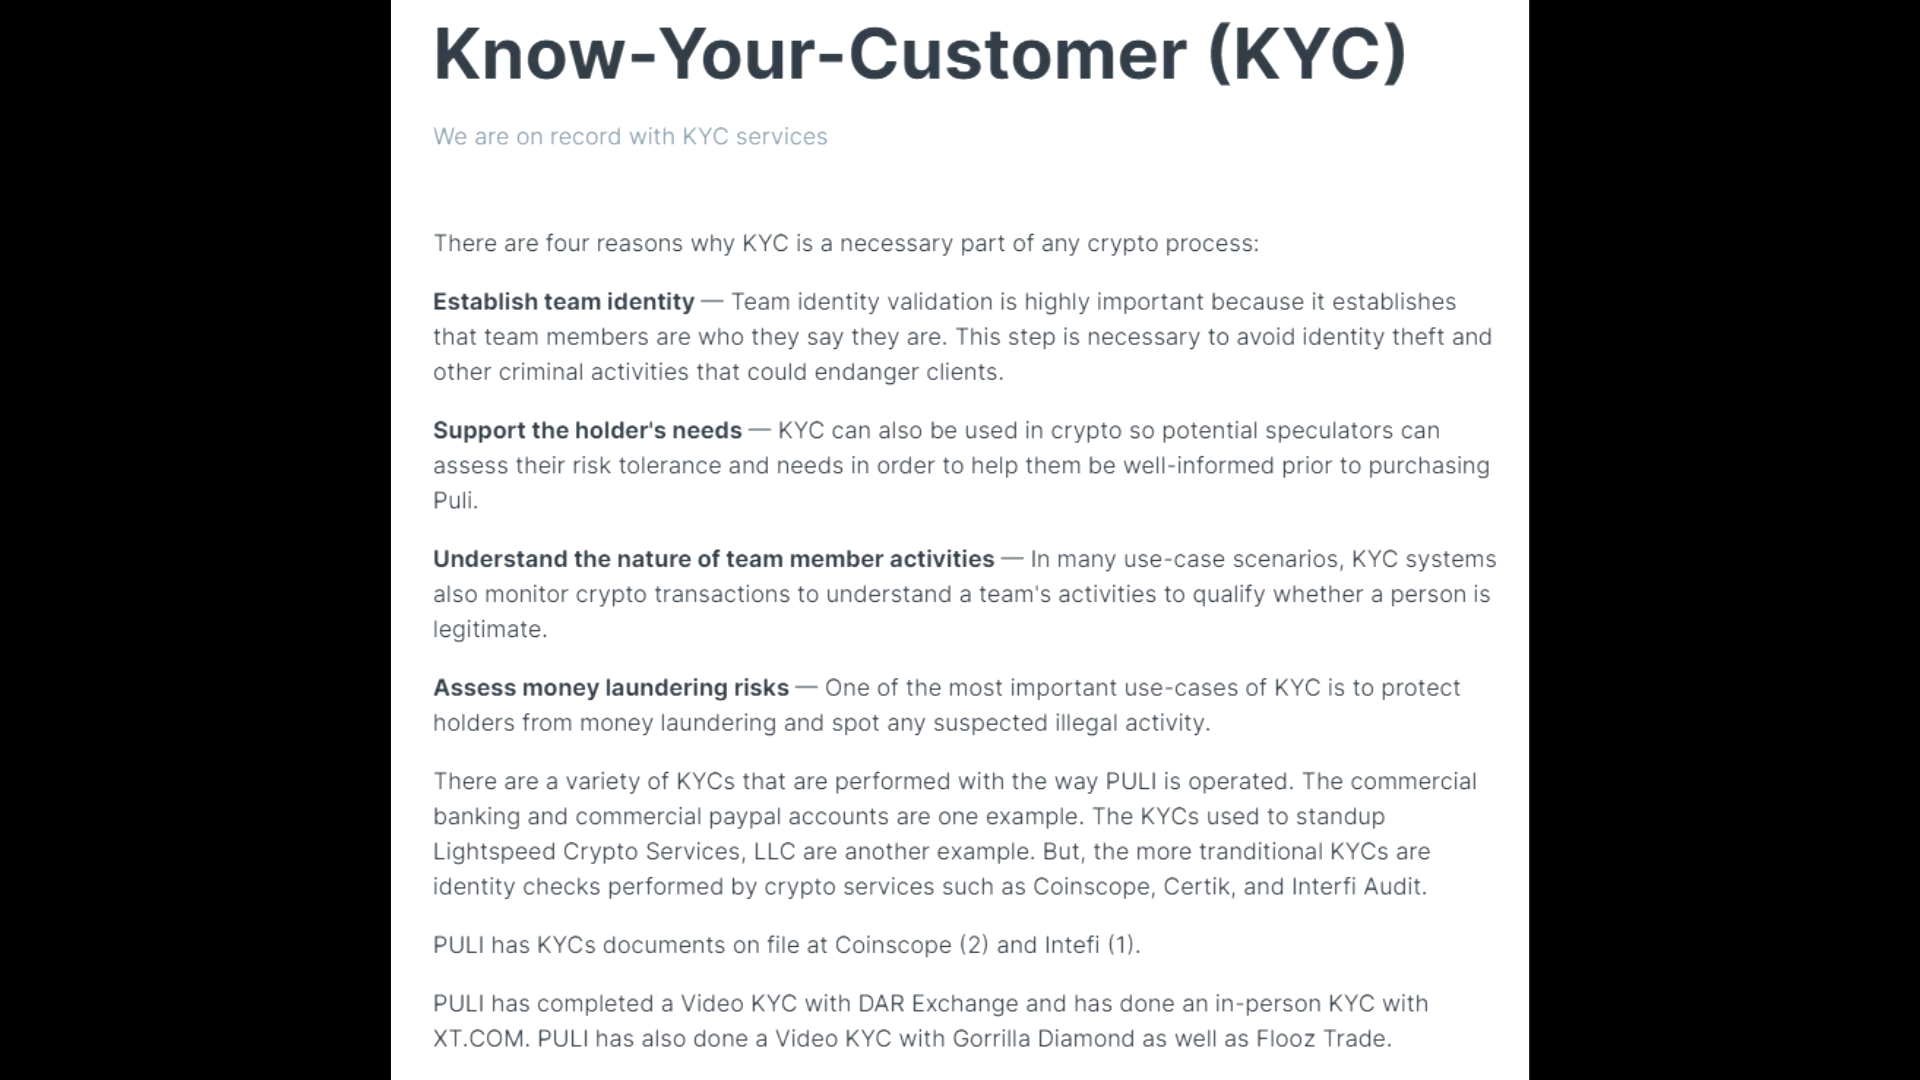 Know-Your-Customer (KYC)
We are on record with KYC services
There are four reasons why KYC is a necessary part of any crypto process:
Establish team identity — Team identity validation is highly important because it establishes
that team members are who they say they are. This step is necessary to avoid identity theft and
other criminal activities that could endanger clients.
Support the holder's needs — KYC can also be used in crypto so potential speculators can
assess their risk tolerance and needs in order to help them be well-informed prior to purchasing
Puli.
Understand the nature of team member activities — In many use-case scenarios, KYC systems
also monitor crypto transactions to understand a team's activities to qualify whether a person is
legitimate.
Assess money laundering risks — One of the most important use-cases of KYC is to protect
holders from money laundering and spot any suspected illegal activity.
There are a variety of KYCs that are performed with the way PULI is operated. The commercial
banking and commercial paypal accounts are one example. The KYCs used to standup
Lightspeed Crypto Services, LLC are another example. But, the more tranditional KYCs are
identity checks performed by crypto services such as Coinscope, Certik, and Interfi Audit.
PULI has KYCs documents on file at Coinscope (2) and Intefi (1).
PULI has completed a Video KYC with DAR Exchange and has done an in-person KYC with
XT.COM. PULI has also done a Video KYC with Gorrilla Diamond as well as Flooz Trade.